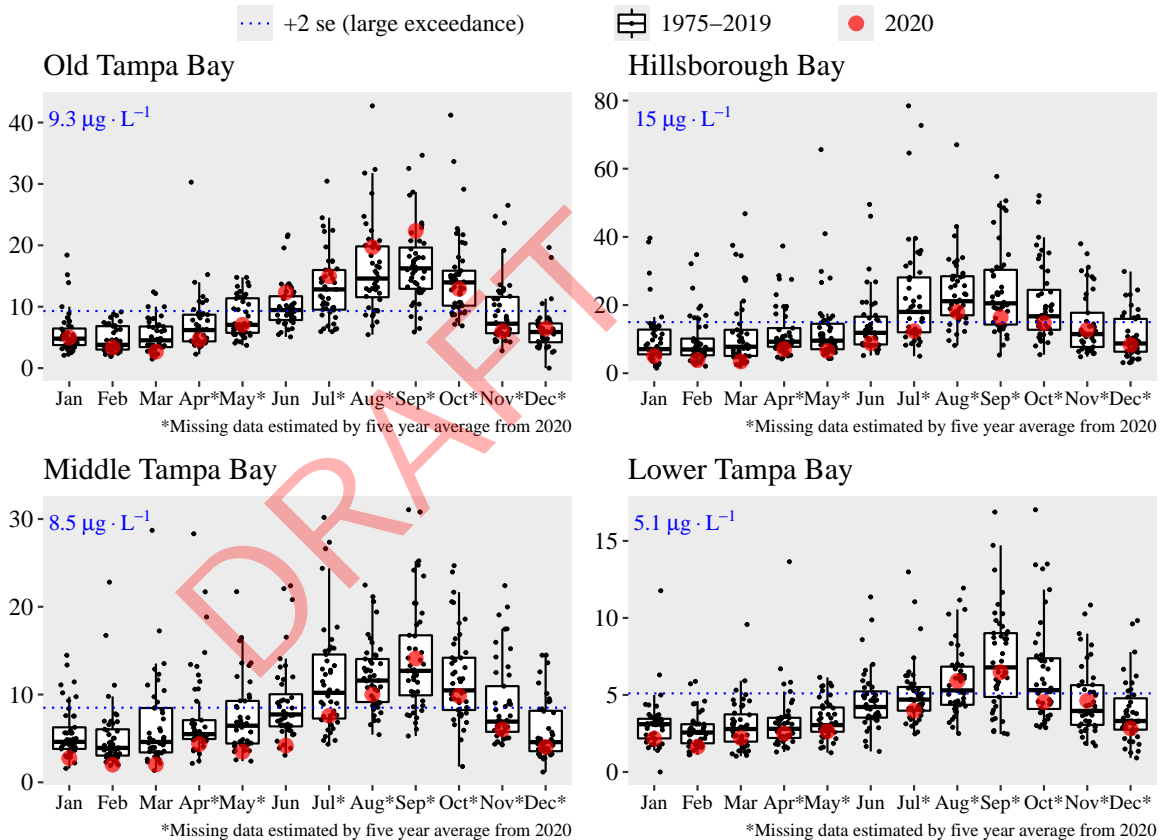 +2 se (large exceedance) 1975–2019 2020
Old Tampa Bay
9.3 μg · L⁻¹
40
30
20
10
0
Jan Feb Mar Apr* May* Jun Jul* Aug* Sep* Oct* Nov* Dec*
*Missing data estimated by five year average from 2020
Hillsborough Bay
15 μg · L⁻¹
80
60
40
20
0
Jan Feb Mar Apr* May* Jun Jul* Aug* Sep* Oct* Nov* Dec*
*Missing data estimated by five year average from 2020
DRAFT
Middle Tampa Bay
8.5 μg · L⁻¹
30
20
10
0
Jan Feb Mar Apr* May* Jun Jul* Aug* Sep* Oct* Nov* Dec*
*Missing data estimated by five year average from 2020
Lower Tampa Bay
5.1 μg · L⁻¹
15
10
5
0
Jan Feb Mar Apr* May* Jun Jul* Aug* Sep* Oct* Nov* Dec*
*Missing data estimated by five year average from 2020